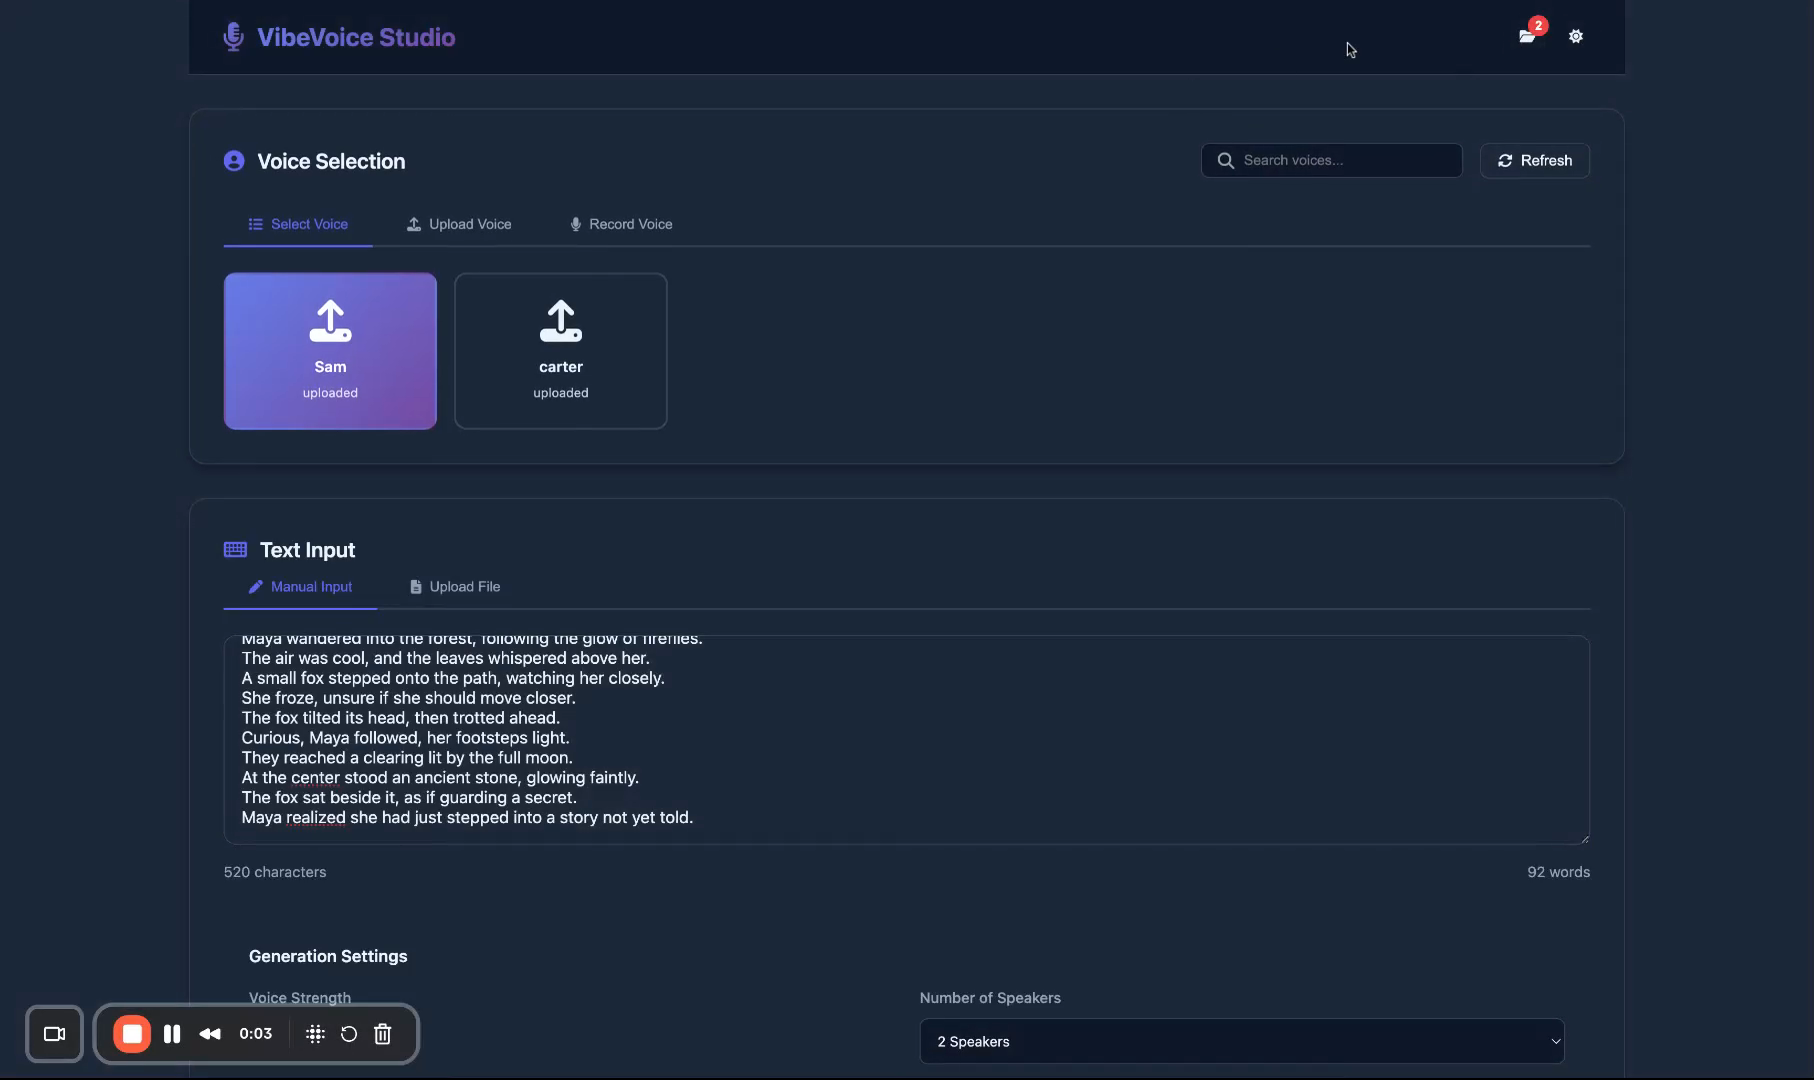 VibeVoice Studio
2
Voice Selection
Search voices...
Refresh
Select Voice
Upload Voice
Record Voice
Sam
uploaded
carter
uploaded
Text Input
Manual Input
Upload File
Maya wandered into the forest, following the glow of fireflies.
The air was cool, and the leaves whispered above her.
A small fox stepped onto the path, watching her closely.
She froze, unsure if she should move closer.
The fox tilted its head, then trotted ahead.
Curious, Maya followed, her footsteps light.
They reached a clearing lit by the full moon.
At the center stood an ancient stone, glowing faintly.
The fox sat beside it, as if guarding a secret.
Maya realized she had just stepped into a story not yet told.
520 characters
92 words
Generation Settings
Voice Strength
Number of Speakers
2 Speakers
0:03